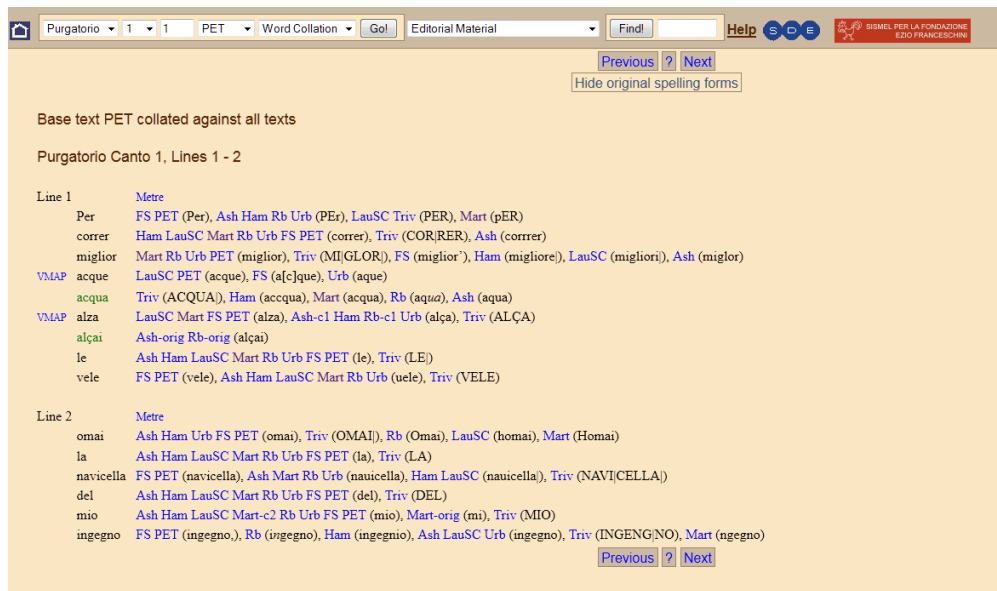 Purgatorio 1 1 PET Word Collation Go! Editorial Material Find! Help S D E SISMEL PER LA FONDAZIONE
EZIO FRANCESCHINI
Previous ? Next
Hide original spelling forms
Base text PET collated against all texts
Purgatorio Canto 1, Lines 1 - 2
Line 1 Metre
Per FS PET (Per), Ash Ham Rb Urb (PEr), LauSC Triv (PER), Mart (pER)
correr Ham LauSC Mart Rb Urb FS PET (correr), Triv (COR|RER), Ash (corrrer)
miglior Mart Rb Urb PET (miglior), Triv (MI|GLOR|), FS (miglior’), Ham (migliore|), LauSC (migliori|), Ash (miglor)
VMAP acque LauSC PET (acque), FS (a[c]que), Urb (aque)
acqua Triv (ACQUA|), Ham (accqua), Mart (acqua), Rb (aqua), Ash (aqua)
VMAP alza LauSC Mart FS PET (alza), Ash-c1 Ham Rb-c1 Urb (alça), Triv (ALÇA)
alçai Ash-orig Rb-orig (alçai)
le Ash Ham LauSC Mart Rb Urb FS PET (le), Triv (LE|)
vele FS PET (vele), Ash Ham LauSC Mart Rb Urb (uele), Triv (VELE)
Line 2 Metre
omai Ash Ham Urb FS PET (omai), Triv (OMAI|), Rb (Omai), LauSC (homai), Mart (Homai)
la Ash Ham LauSC Mart Rb Urb FS PET (la), Triv (LA)
navicella FS PET (navicella), Ash Mart Rb Urb (nauicella), Ham LauSC (nauicella|), Triv (NAVI|CELLA|)
del Ash Ham LauSC Mart Rb Urb FS PET (del), Triv (DEL)
mio Ash Ham LauSC Mart-c2 Rb Urb FS PET (mio), Mart-orig (mi), Triv (MIO)
ingegno FS PET (ingegno,), Rb (ingegno), Ham (ingegnio), Ash LauSC Urb (ingegno), Triv (INGENG|NO), Mart (ngegno)
Previous ? Next